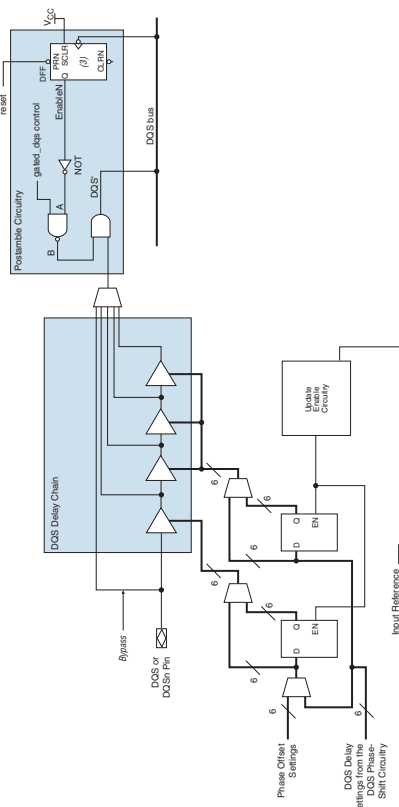 DQS Delay Chain
Bypass
DQS or
DQSn Pin
Postamble Circuitry
gated_dqs control
reset
DFF
EnableN
PRN
SCLR
Q
(3)
CLRN
VCC
A
B
NOT
DQS'
DQS bus
Phase Offset
Settings
6
6
6
6
D
Q
EN
6
6
6
D
Q
EN
Update
Enable
Circuitry
DQS Delay
ettings from the
DQS Phase-
Shift Circuitry
6
Input Reference